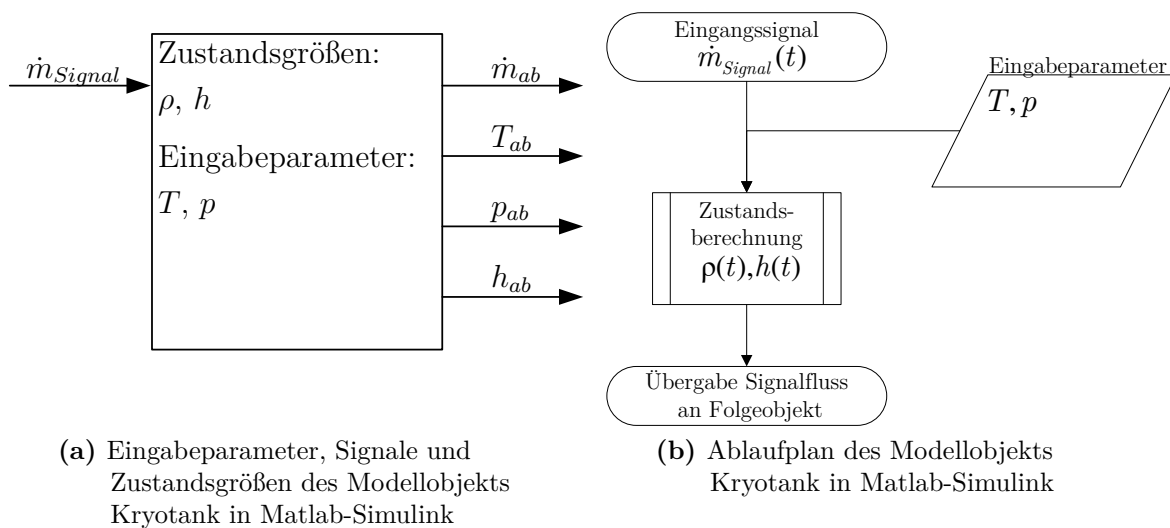 ṁ_Signal
Zustandsgrößen:
ρ, h
Eingabeparameter:
T, p
ṁ_ab
T_ab
p_ab
h_ab
(a) Eingabeparameter, Signale und
Zustandsgrößen des Modellobjekts
Kryotank in Matlab-Simulink
Eingangssignal
ṁ_Signal(t)
Eingabeparameter
T, p
Zustands-
berechnung
ρ(t),h(t)
Übergabe Signalfluss
an Folgeobjekt
(b) Ablaufplan des Modellobjekts
Kryotank in Matlab-Simulink